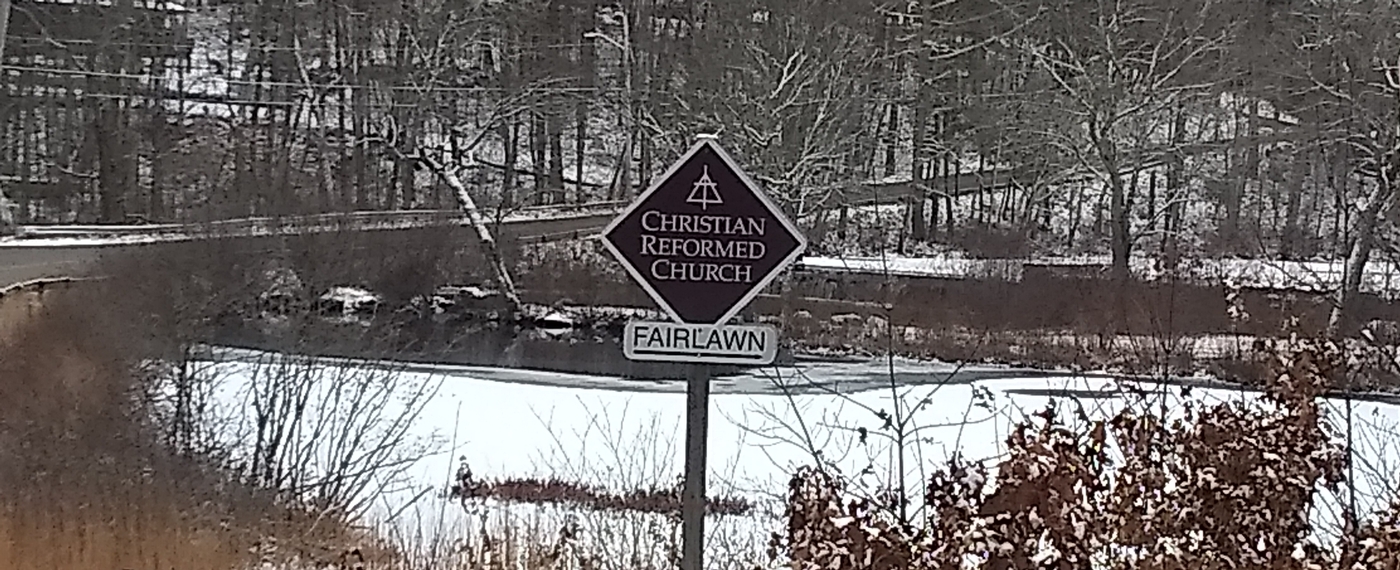 CHRISTIAN
REFORMED
CHURCH
FAIRLAWN